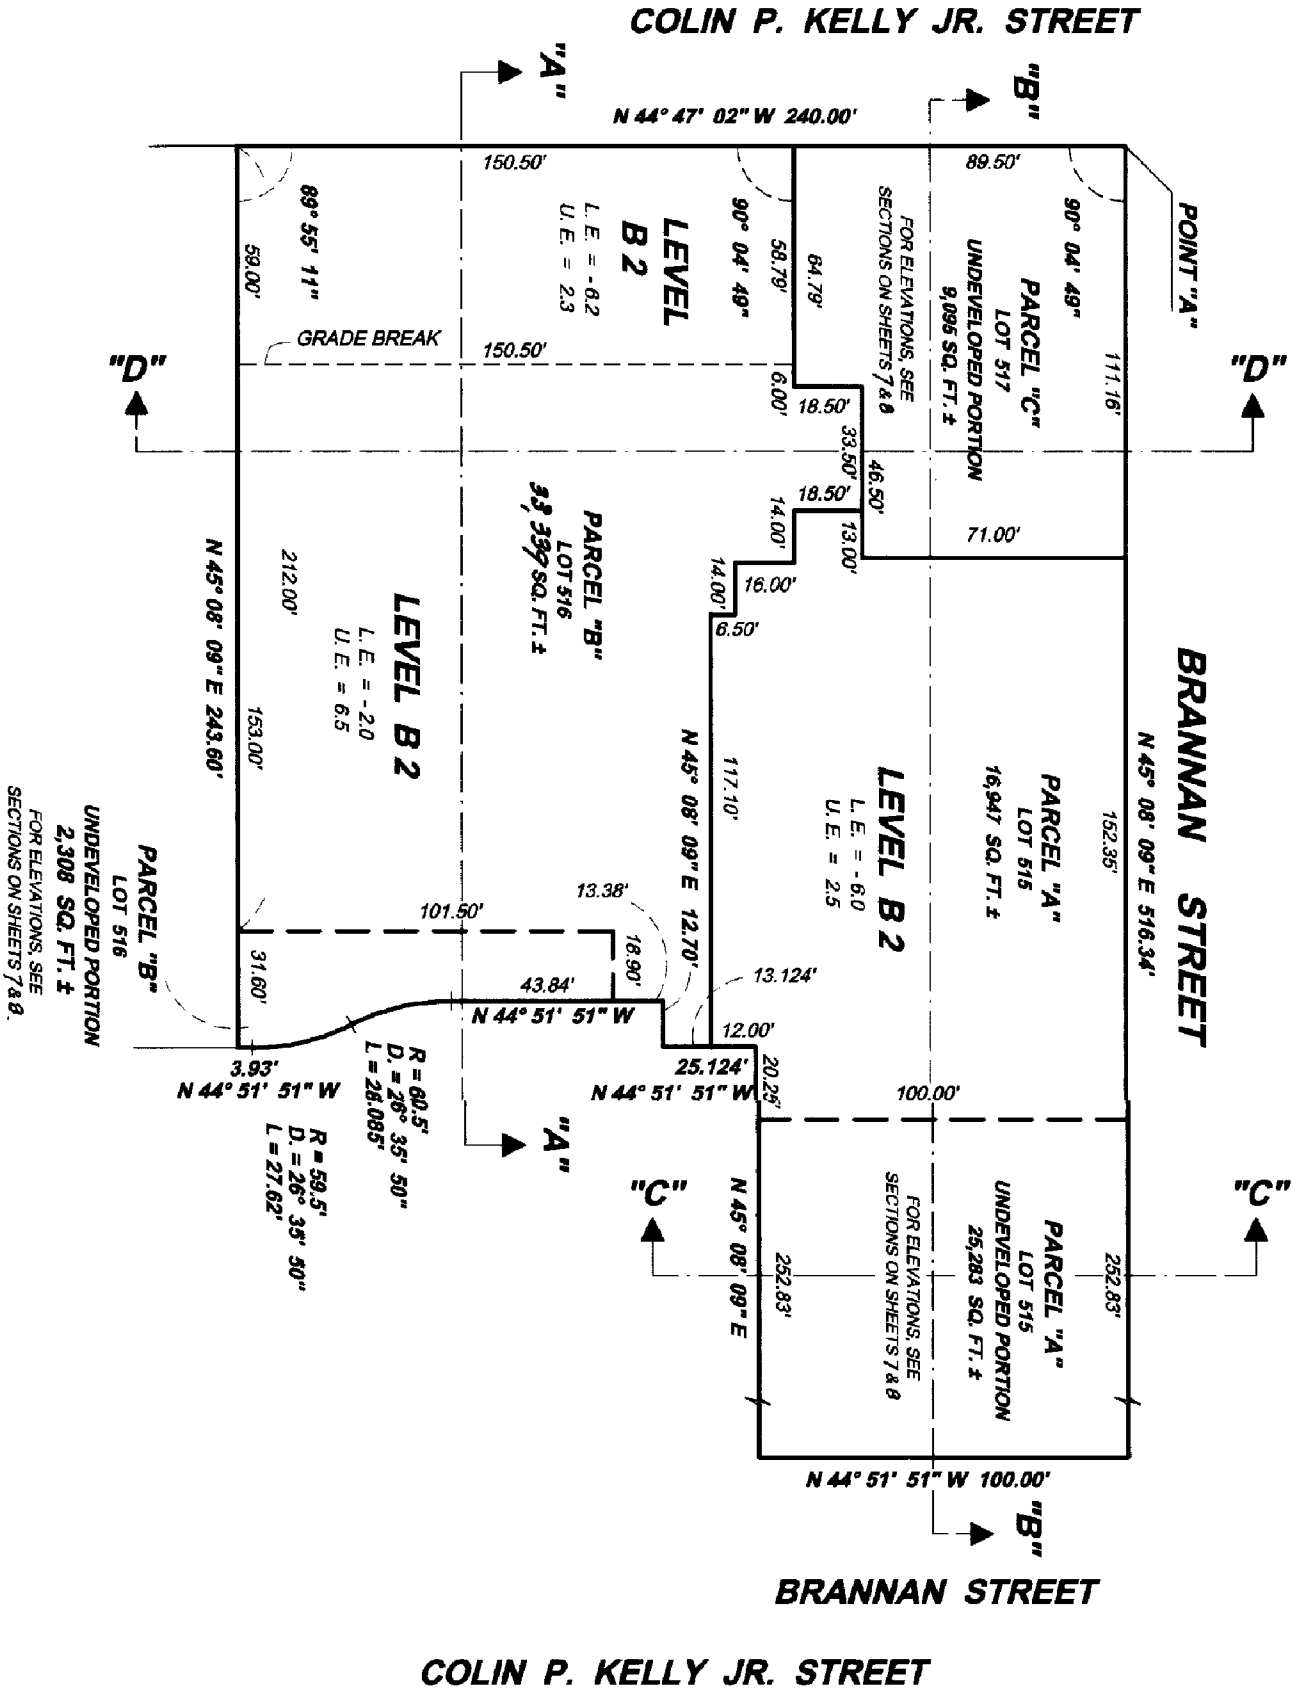 COLIN P. KELLY JR. STREET
"A"
"B"
N 44° 47' 02" W 240.00'
150.50'
89.50'
POINT "A"
89° 55' 11"
59.00'
LEVEL
B 2
L. E. = -6.2
U. E. = 2.3
90° 04' 49"
58.79'
64.79'
FOR ELEVATIONS, SEE
SECTIONS ON SHEETS 7 & 8
PARCEL "C"
LOT 517
UNDEVELOPED PORTION
9,095 SQ. FT. ±
90° 04' 49"
111.16'
GRADE BREAK
150.50'
"D"
"D"
6.00'
18.50'
33.50'
46.50'
18.50'
14.00'
13.00'
71.00'
14.00'
16.00'
6.50'
PARCEL "B"
LOT 516
SQ. FT. ±
N 45° 08' 09" E 243.60'
212.00'
153.00'
LEVEL B 2
L. E. = -2.0
U. E. = 6.5
N 45° 08' 09" E 12.70'
117.10'
LEVEL B 2
L. E. = -6.0
U. E. = 2.5
PARCEL "A"
LOT 515
16,947 SQ. FT. ±
152.35'
N 45° 08' 09" E 516.34'
BRANNAN STREET
PARCEL "B"
LOT 516
UNDEVELOPED PORTION
2,308 SQ. FT. ±
FOR ELEVATIONS, SEE
SECTIONS ON SHEETS 7 & 8.
13.38'
101.50'
18.90'
31.60'
43.84'
N 44° 51' 51" W
13.124'
12.00'
25.124'
N 44° 51' 51" W
20.25'
100.00'
3.93'
N 44° 51' 51" W
R = 60.5'
D. = 26° 35' 50"
L = 28.085'
R = 59.5'
D. = 26° 35' 50"
L = 27.62'
"A"
"C"
"C"
N 45° 08' 09" E
252.83'
FOR ELEVATIONS, SEE
SECTIONS ON SHEETS 7 & 8
PARCEL "A"
LOT 515
UNDEVELOPED PORTION
25,283 SQ. FT. ±
252.83'
N 44° 51' 51" W 100.00'
"B"
BRANNAN STREET
COLIN P. KELLY JR. STREET